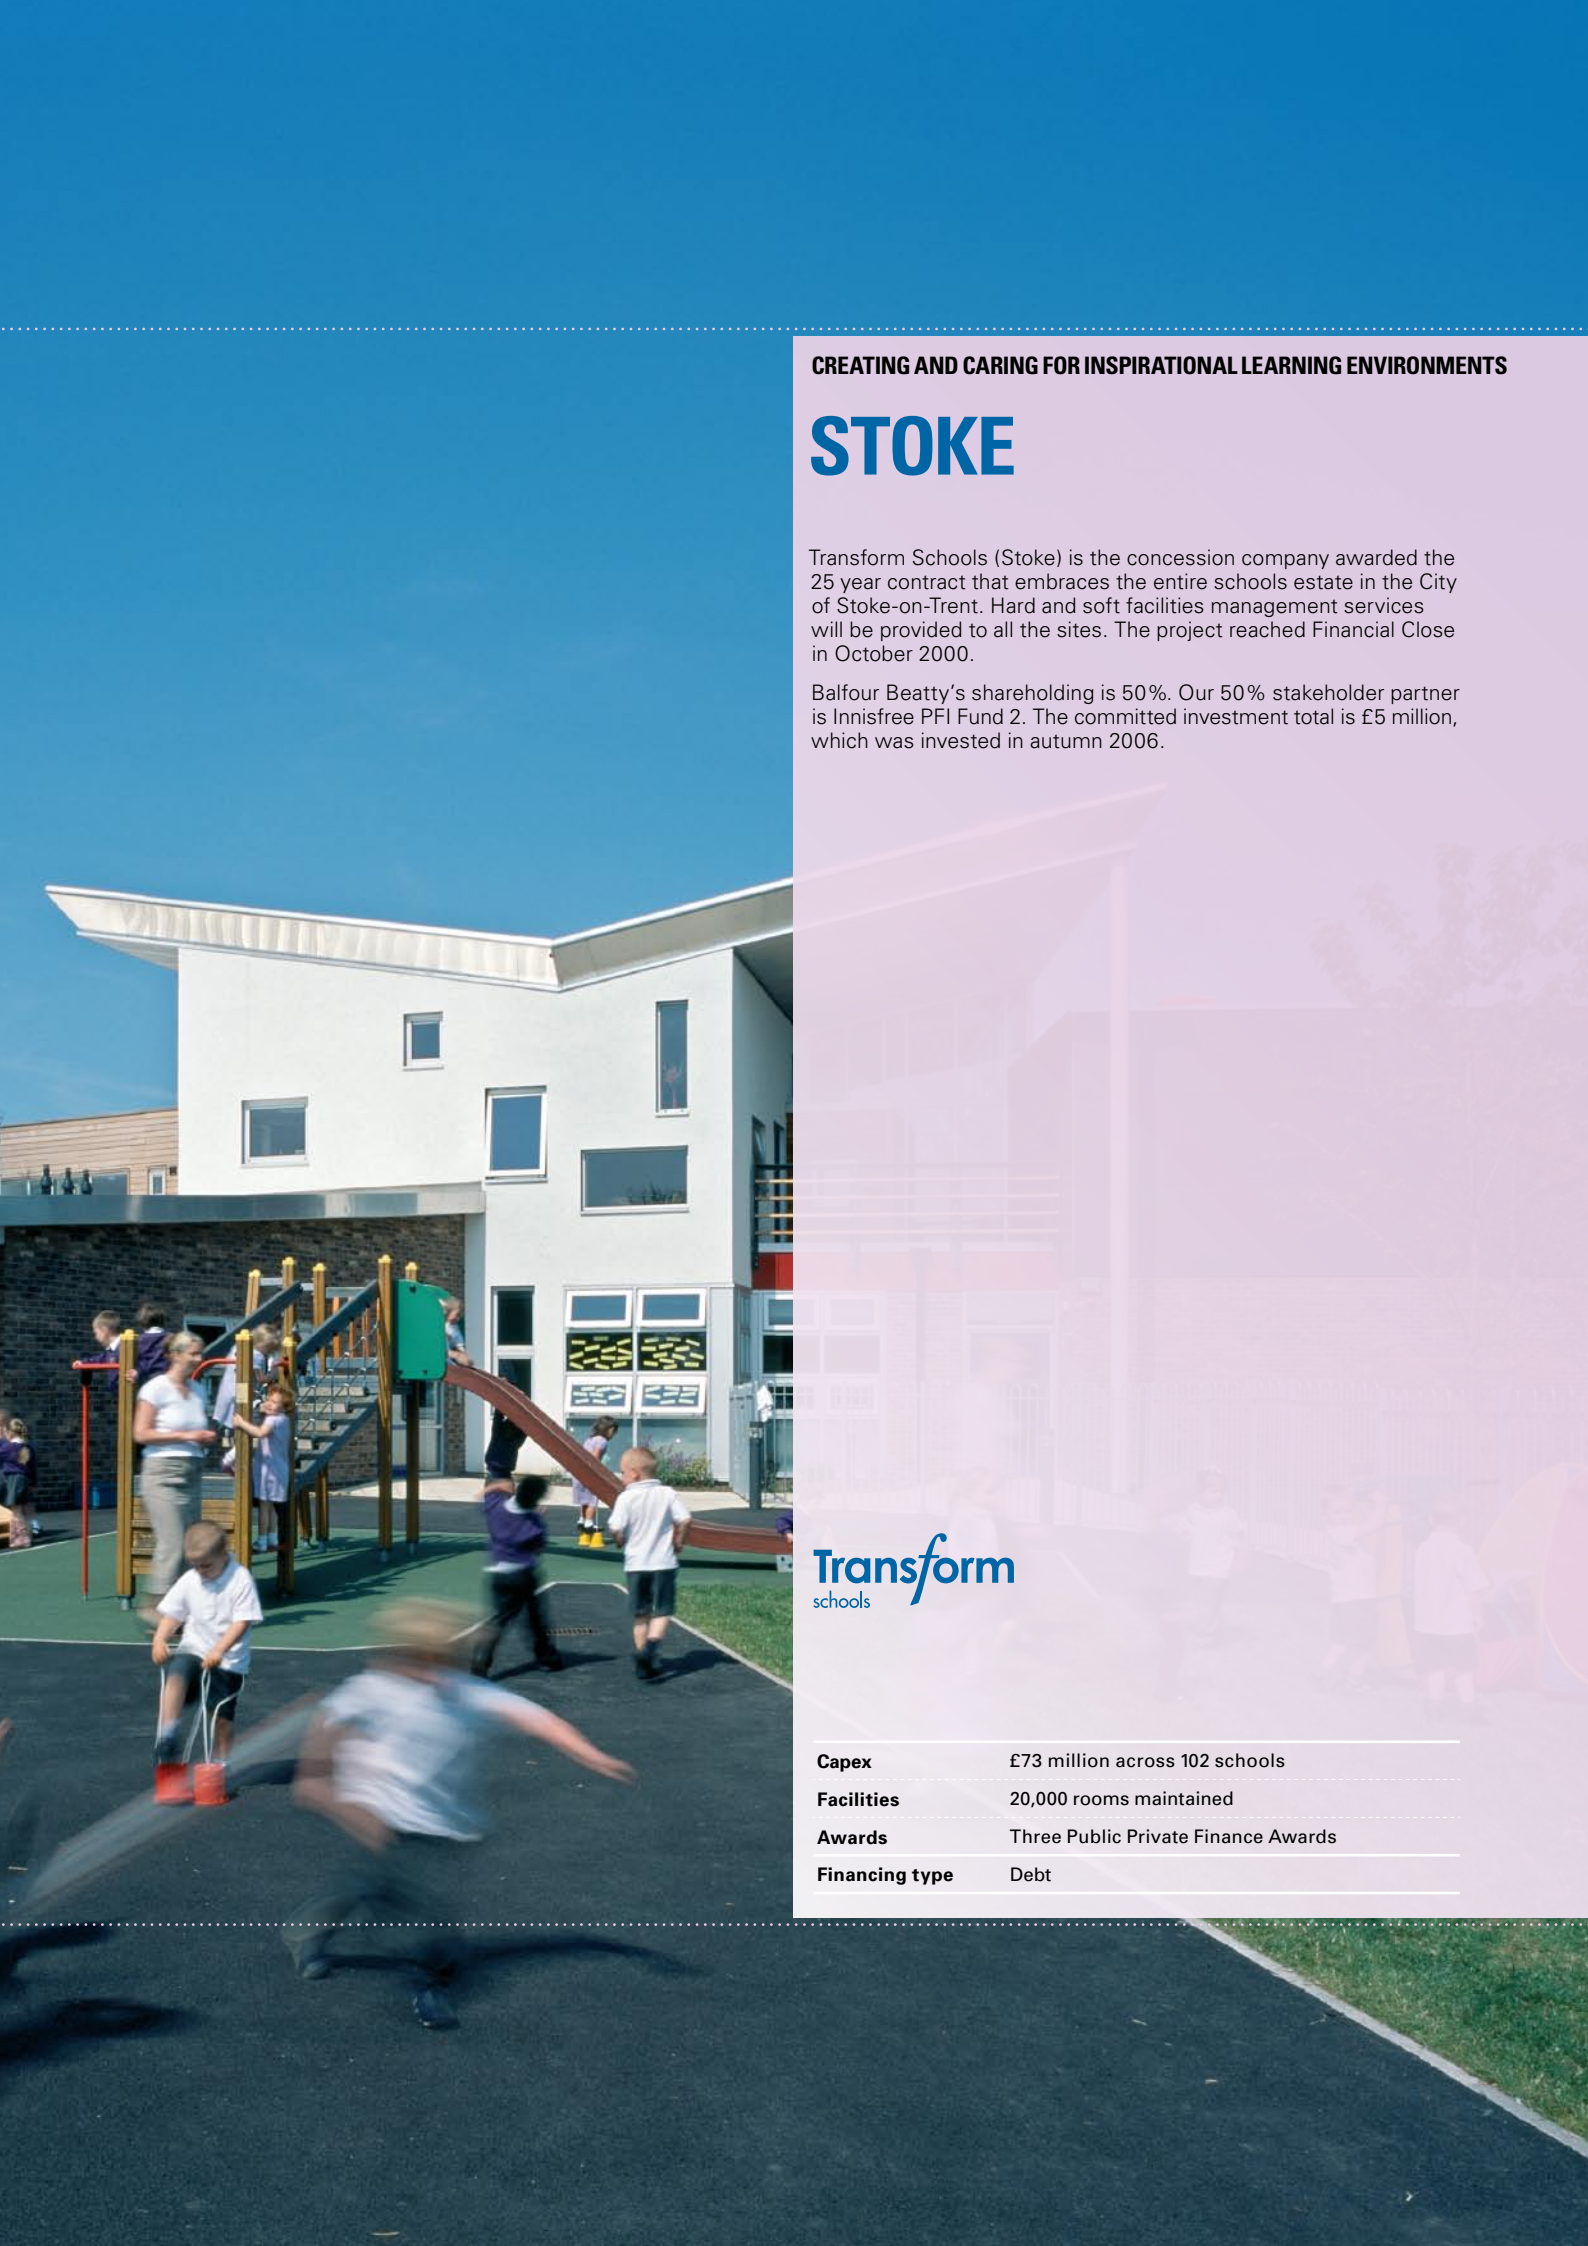 CREATING AND CARING FOR INSPIRATIONAL LEARNING ENVIRONMENTS
STOKE
Transform Schools (Stoke) is the concession company awarded the
25 year contract that embraces the entire schools estate in the City
of Stoke-on-Trent. Hard and soft facilities management services
will be provided to all the sites. The project reached Financial Close
in October 2000.
Balfour Beatty’s shareholding is 50%. Our 50% stakeholder partner
is Innisfree PFI Fund 2. The committed investment total is £5 million,
which was invested in autumn 2006.
Transform
schools
Capex £73 million across 102 schools
Facilities 20,000 rooms maintained
Awards Three Public Private Finance Awards
Financing type Debt